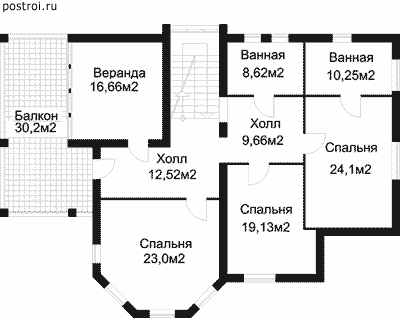 postroi.ru
Веранда
16,66м2
Ванная
8,62м2
Ванная
10,25м2
Балкон
30,2м2
Холл
9,66м2
Холл
12,52м2
Спальня
24,1м2
Спальня
19,13м2
Спальня
23,0м2